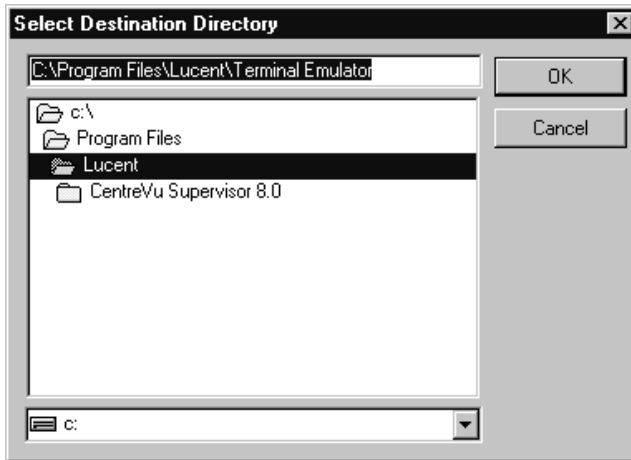 Select Destination Directory
C:\Program Files\Lucent\Terminal Emulator
OK
c:\
Program Files
Cancel
Lucent
CentreVu Supervisor 8.0
c: